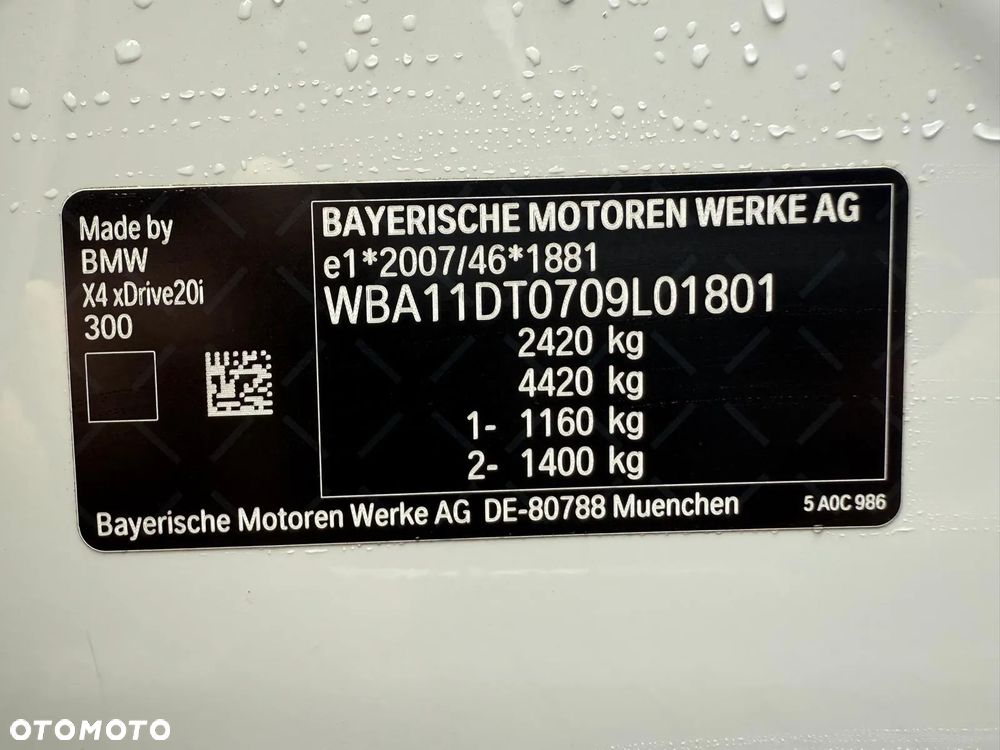 Made by
BMW
X4 xDrive20i
300
BAYERISCHE MOTOREN WERKE AG
e1*2007/46*1881
WBA11DT0709L01801
2420 kg
4420 kg
1- 1160 kg
2- 1400 kg
Bayerische Motoren Werke AG DE-80788 Muenchen
5 A0C 986
OTOMOTO